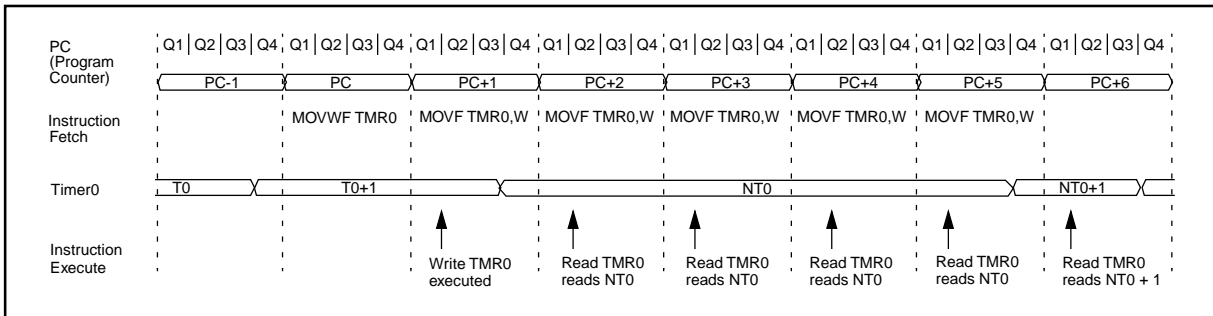 PC
(Program
Counter)
Q1 Q2 Q3 Q4 Q1 Q2 Q3 Q4 Q1 Q2 Q3 Q4 Q1 Q2 Q3 Q4 Q1 Q2 Q3 Q4 Q1 Q2 Q3 Q4 Q1 Q2 Q3 Q4 Q1 Q2 Q3 Q4
PC-1 PC PC+1 PC+2 PC+3 PC+4 PC+5 PC+6
Instruction
Fetch
MOVWF TMR0 MOVF TMR0,W MOVF TMR0,W MOVF TMR0,W MOVF TMR0,W MOVF TMR0,W
Timer0
T0 T0+1 NT0 NT0+1
Instruction
Execute
Write TMR0
executed
Read TMR0
reads NT0
Read TMR0
reads NT0
Read TMR0
reads NT0
Read TMR0
reads NT0
Read TMR0
reads NT0 + 1